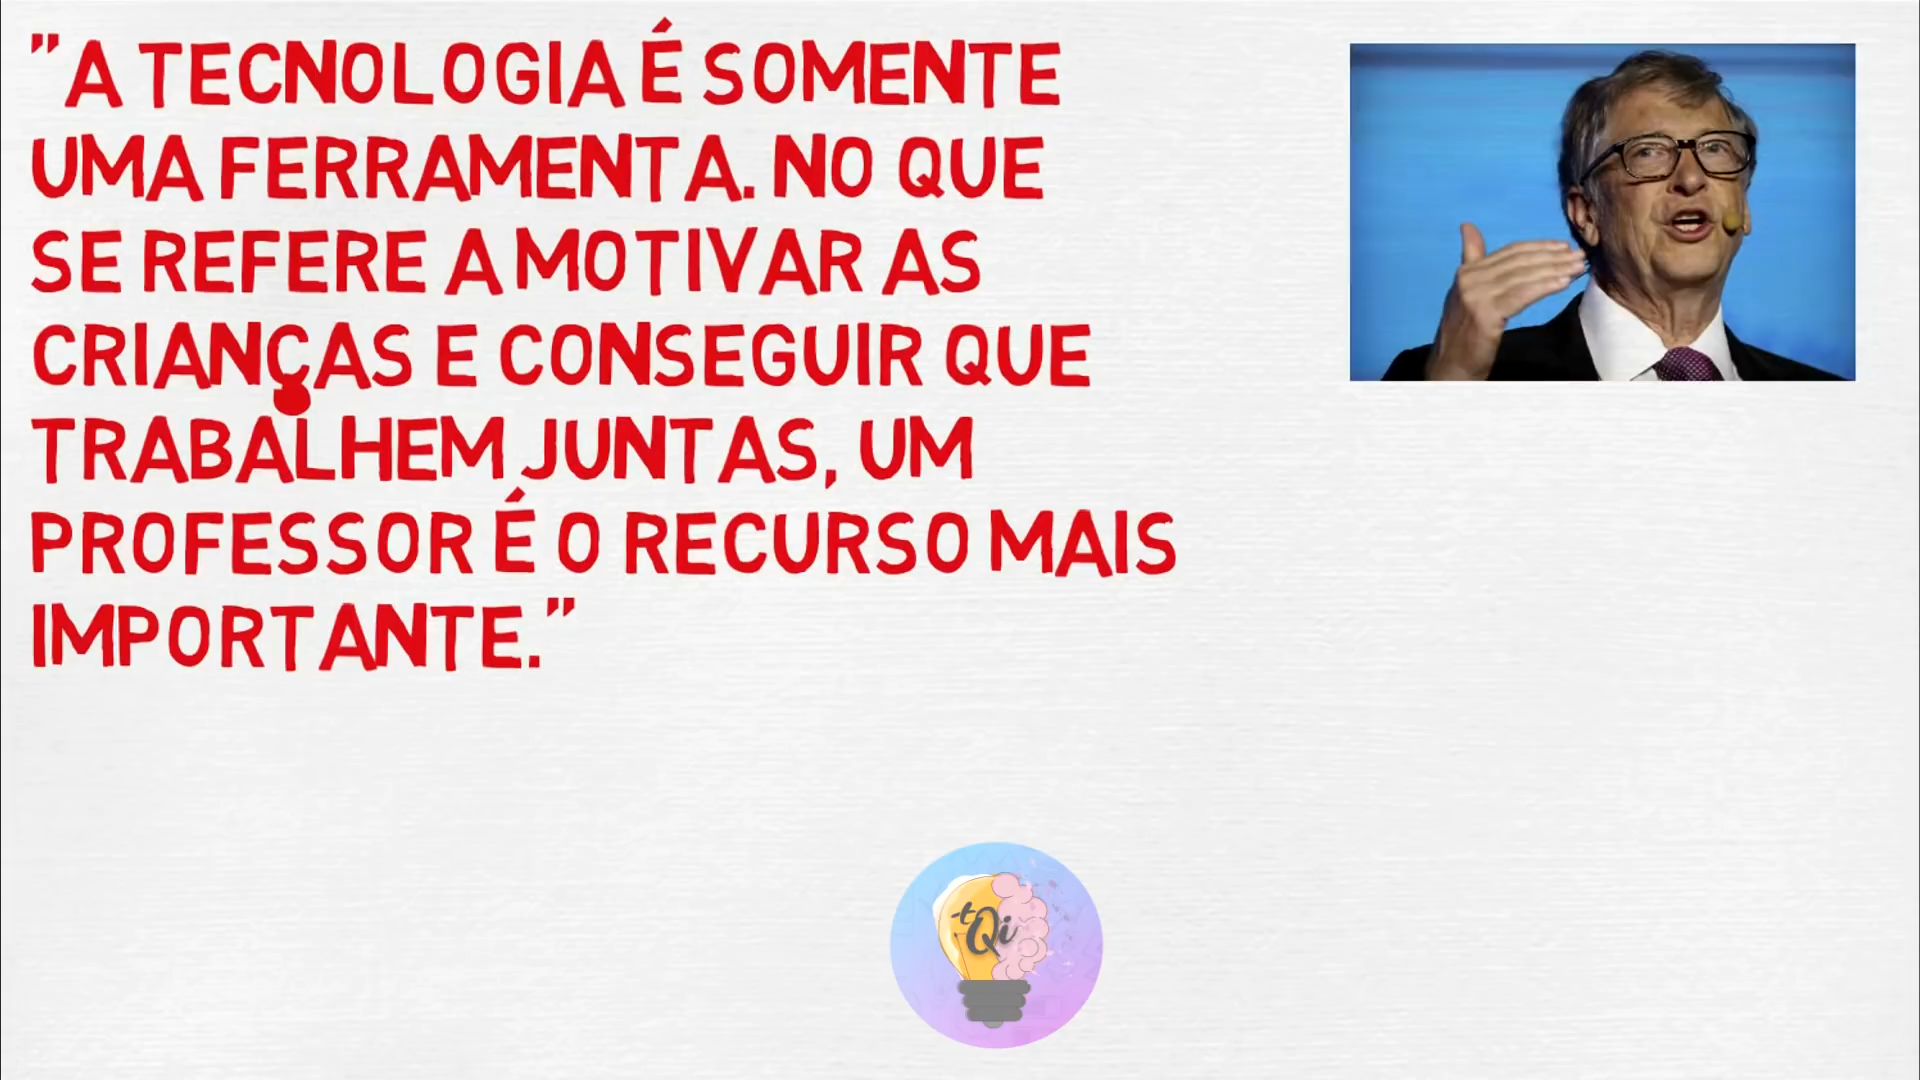 "A TECNOLOGIA É SOMENTE
UMA FERRAMENTA. NO QUE
SE REFERE A MOTIVAR AS
CRIANÇAS E CONSEGUIR QUE
TRABALHEM JUNTAS, UM
PROFESSOR É O RECURSO MAIS
IMPORTANTE."
+Qi